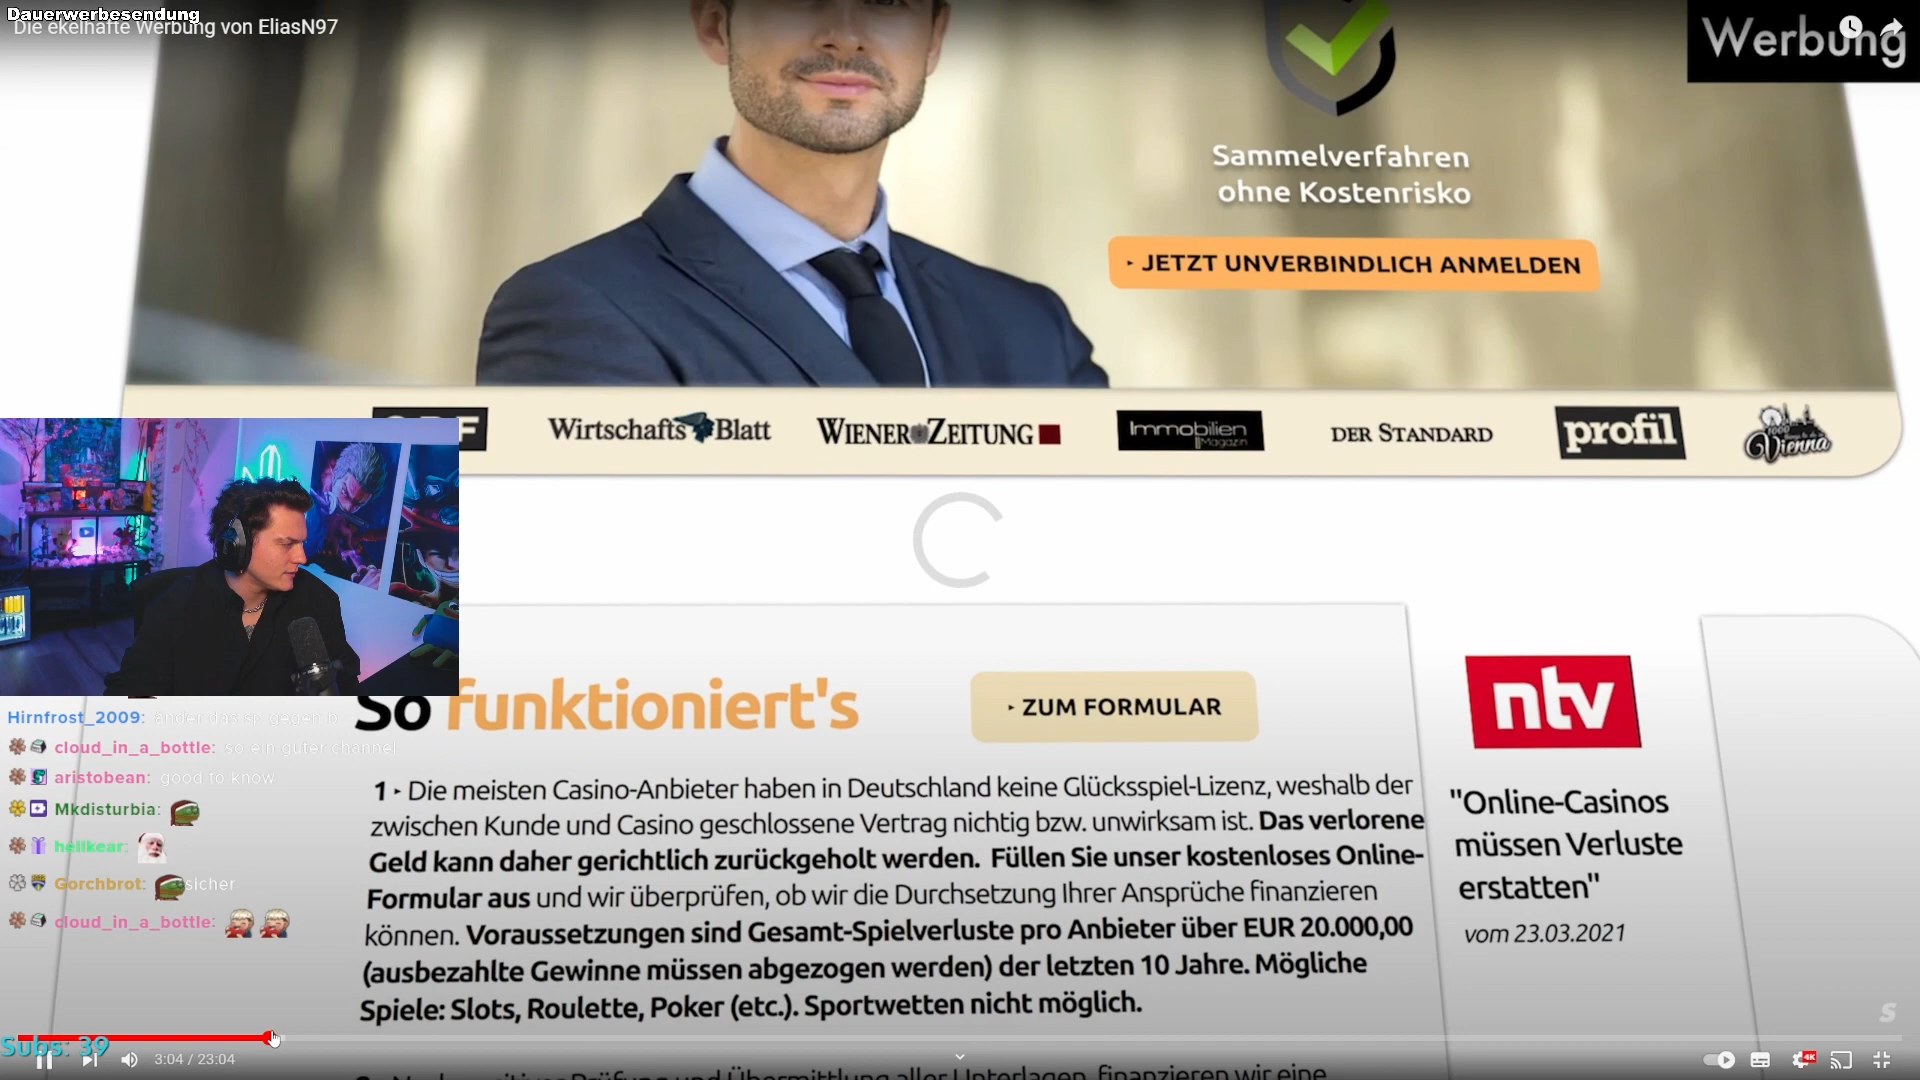 Dauerwerbesendung
Die ekelhafte Werbung von EliasN97
Werbung
Sammelverfahren
ohne Kostenrisiko
‣ JETZT UNVERBINDLICH ANMELDEN
F
WirtschaftsBlatt
WIENER ZEITUNG
Immobilien
Magazin
DER STANDARD
profil
Vienna
So funktioniert's
‣ ZUM FORMULAR
ntv
1 ‣ Die meisten Casino-Anbieter haben in Deutschland keine Glücksspiel-Lizenz, weshalb der
zwischen Kunde und Casino geschlossene Vertrag nichtig bzw. unwirksam ist. Das verlorene
Geld kann daher gerichtlich zurückgeholt werden. Füllen Sie unser kostenloses Online-
Formular aus und wir überprüfen, ob wir die Durchsetzung Ihrer Ansprüche finanzieren
können. Voraussetzungen sind Gesamt-Spielverluste pro Anbieter über EUR 20.000,00
(ausbezahlte Gewinne müssen abgezogen werden) der letzten 10 Jahre. Mögliche
Spiele: Slots, Roulette, Poker (etc.). Sportwetten nicht möglich.
"Online-Casinos
müssen Verluste
erstatten"
vom 23.03.2021
Hirnfrost_2009:
cloud_in_a_bottle: so ein guter channel
aristobean: good to know
Mkdisturbia:
hellkear:
Gorchbrot: sicher
cloud_in_a_bottle:
Subs: 39
3:04 / 23:04
4K
S